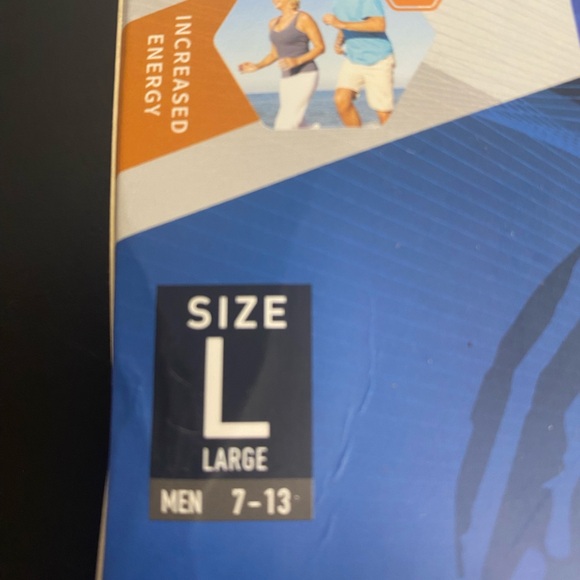 INCREASED
ENERGY
SIZE
L
LARGE
MEN 7-13